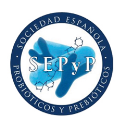 SOCIEDAD ESPAÑOLA
SEPyP
PROBIÓTICOS Y PREBIÓTICOS